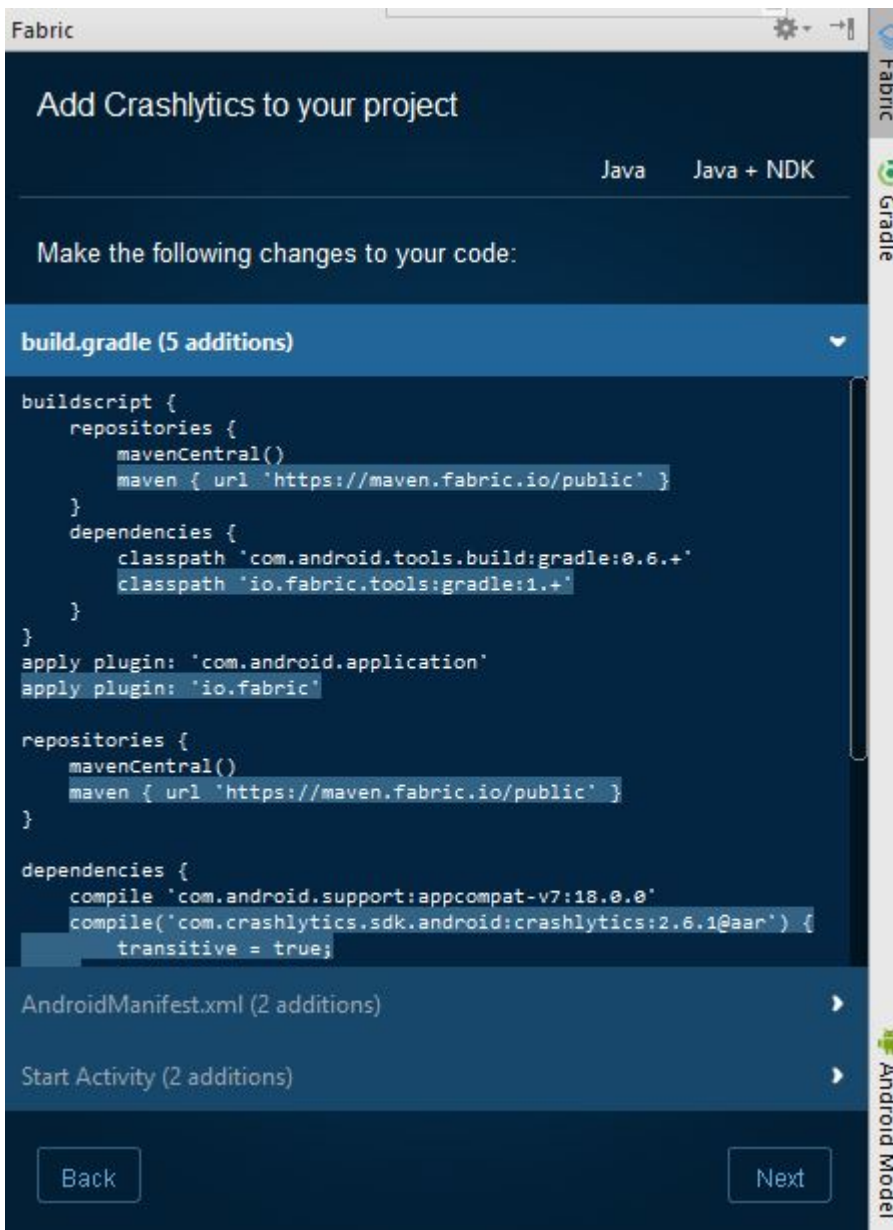 Fabric
Add Crashlytics to your project
Java Java + NDK
Make the following changes to your code:
build.gradle (5 additions)
buildscript {
    repositories {
        mavenCentral()
        maven { url 'https://maven.fabric.io/public' }
    }
    dependencies {
        classpath 'com.android.tools.build:gradle:0.6.+'
        classpath 'io.fabric.tools:gradle:1.+'
    }
}
apply plugin: 'com.android.application'
apply plugin: 'io.fabric'
repositories {
    mavenCentral()
    maven { url 'https://maven.fabric.io/public' }
}
dependencies {
    compile 'com.android.support:appcompat-v7:18.0.0'
    compile('com.crashlytics.sdk.android:crashlytics:2.6.1@aar') {
        transitive = true;
AndroidManifest.xml (2 additions)
Start Activity (2 additions)
Back Next
Fabric
Gradle
Android Model